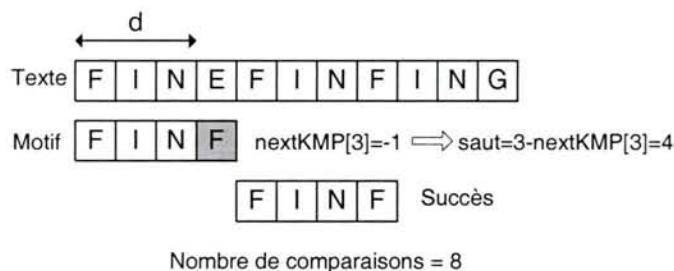 d
Texte F I N E F I N F I N G
Motif F I N F nextKMP[3]=-1 ⇒ saut=3-nextKMP[3]=4
F I N F Succès
Nombre de comparaisons = 8